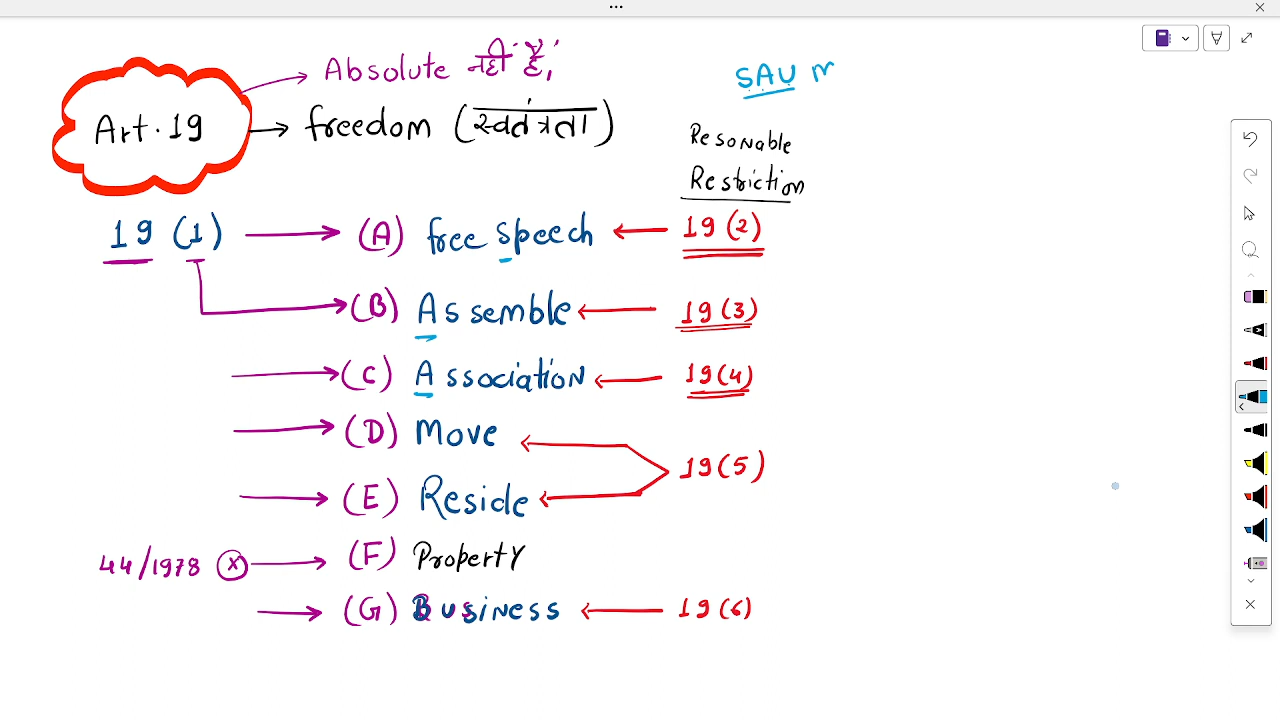 Absolute नहीं है,
SAU M
Art. 19 → freedom (स्वतंत्रता)
Resonable
Restriction
19 (1) → (A) free speech ← 19 (2)
(B) Assemble ← 19 (3)
(C) Association ← 19 (4)
(D) Move
19 (5)
(E) Reside
44/1978 (x) → (F) Property
(G) Business ← 19 (6)